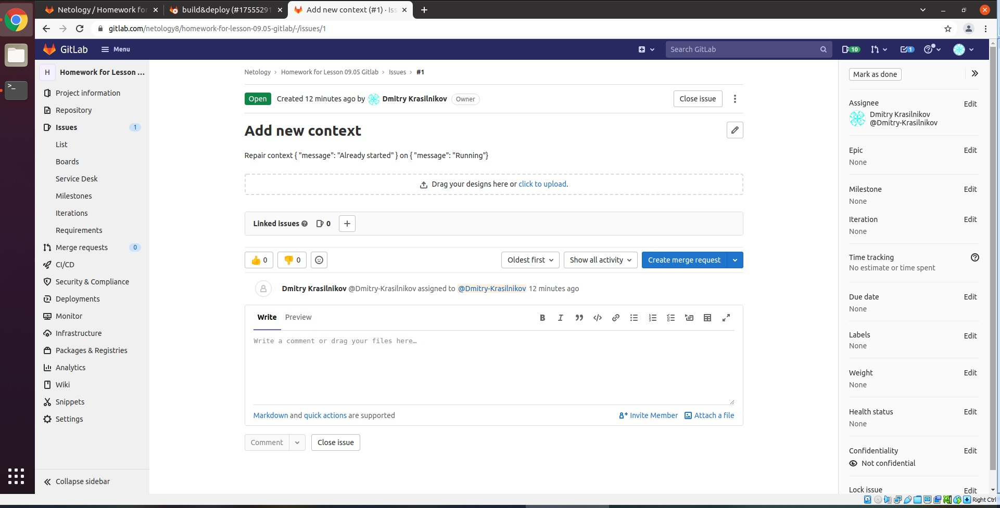 Netology / Homework for
build&deploy (#17555291
Add new context (#1) · Iss
gitlab.com/netology8/homework-for-lesson-09.05-gitlab/-/issues/1
GitLab
Menu
Search GitLab
10
1
H
Homework for Lesson ...
Project information
Repository
Issues 1
List
Boards
Service Desk
Milestones
Iterations
Requirements
Merge requests 0
CI/CD
Security & Compliance
Deployments
Monitor
Infrastructure
Packages & Registries
Analytics
Wiki
Snippets
Settings
Collapse sidebar
Netology › Homework for Lesson 09.05 Gitlab › Issues › #1
Open Created 12 minutes ago by Dmitry Krasilnikov Owner
Close issue
Add new context
Repair context { "message": "Already started" } on { "message": "Running"}
Drag your designs here or click to upload.
Linked issues 0
0 0
Oldest first
Show all activity
Create merge request
Dmitry Krasilnikov @Dmitry-Krasilnikov assigned to @Dmitry-Krasilnikov 12 minutes ago
Write Preview
Write a comment or drag your files here…
Markdown and quick actions are supported
Invite Member
Attach a file
Comment
Close issue
Mark as done
Assignee Edit
Dmitry Krasilnikov
@Dmitry-Krasilnikov
Epic Edit
None
Milestone Edit
None
Iteration Edit
None
Time tracking
No estimate or time spent
Due date Edit
None
Labels Edit
None
Weight Edit
None
Health status Edit
None
Confidentiality Edit
Not confidential
Lock issue Edit
Right Ctrl